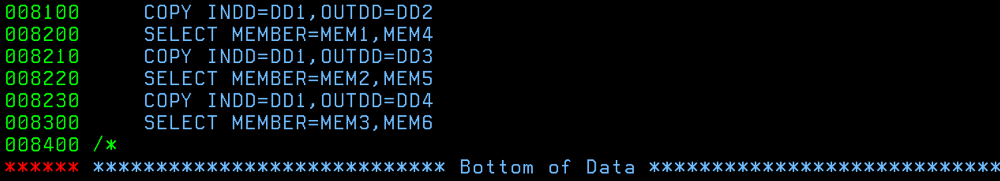 008100     COPY INDD=DD1,OUTDD=DD2
008200     SELECT MEMBER=MEM1,MEM4
008210     COPY INDD=DD1,OUTDD=DD3
008220     SELECT MEMBER=MEM2,MEM5
008230     COPY INDD=DD1,OUTDD=DD4
008300     SELECT MEMBER=MEM3,MEM6
008400 /*
****** **************************** Bottom of Data ****************************